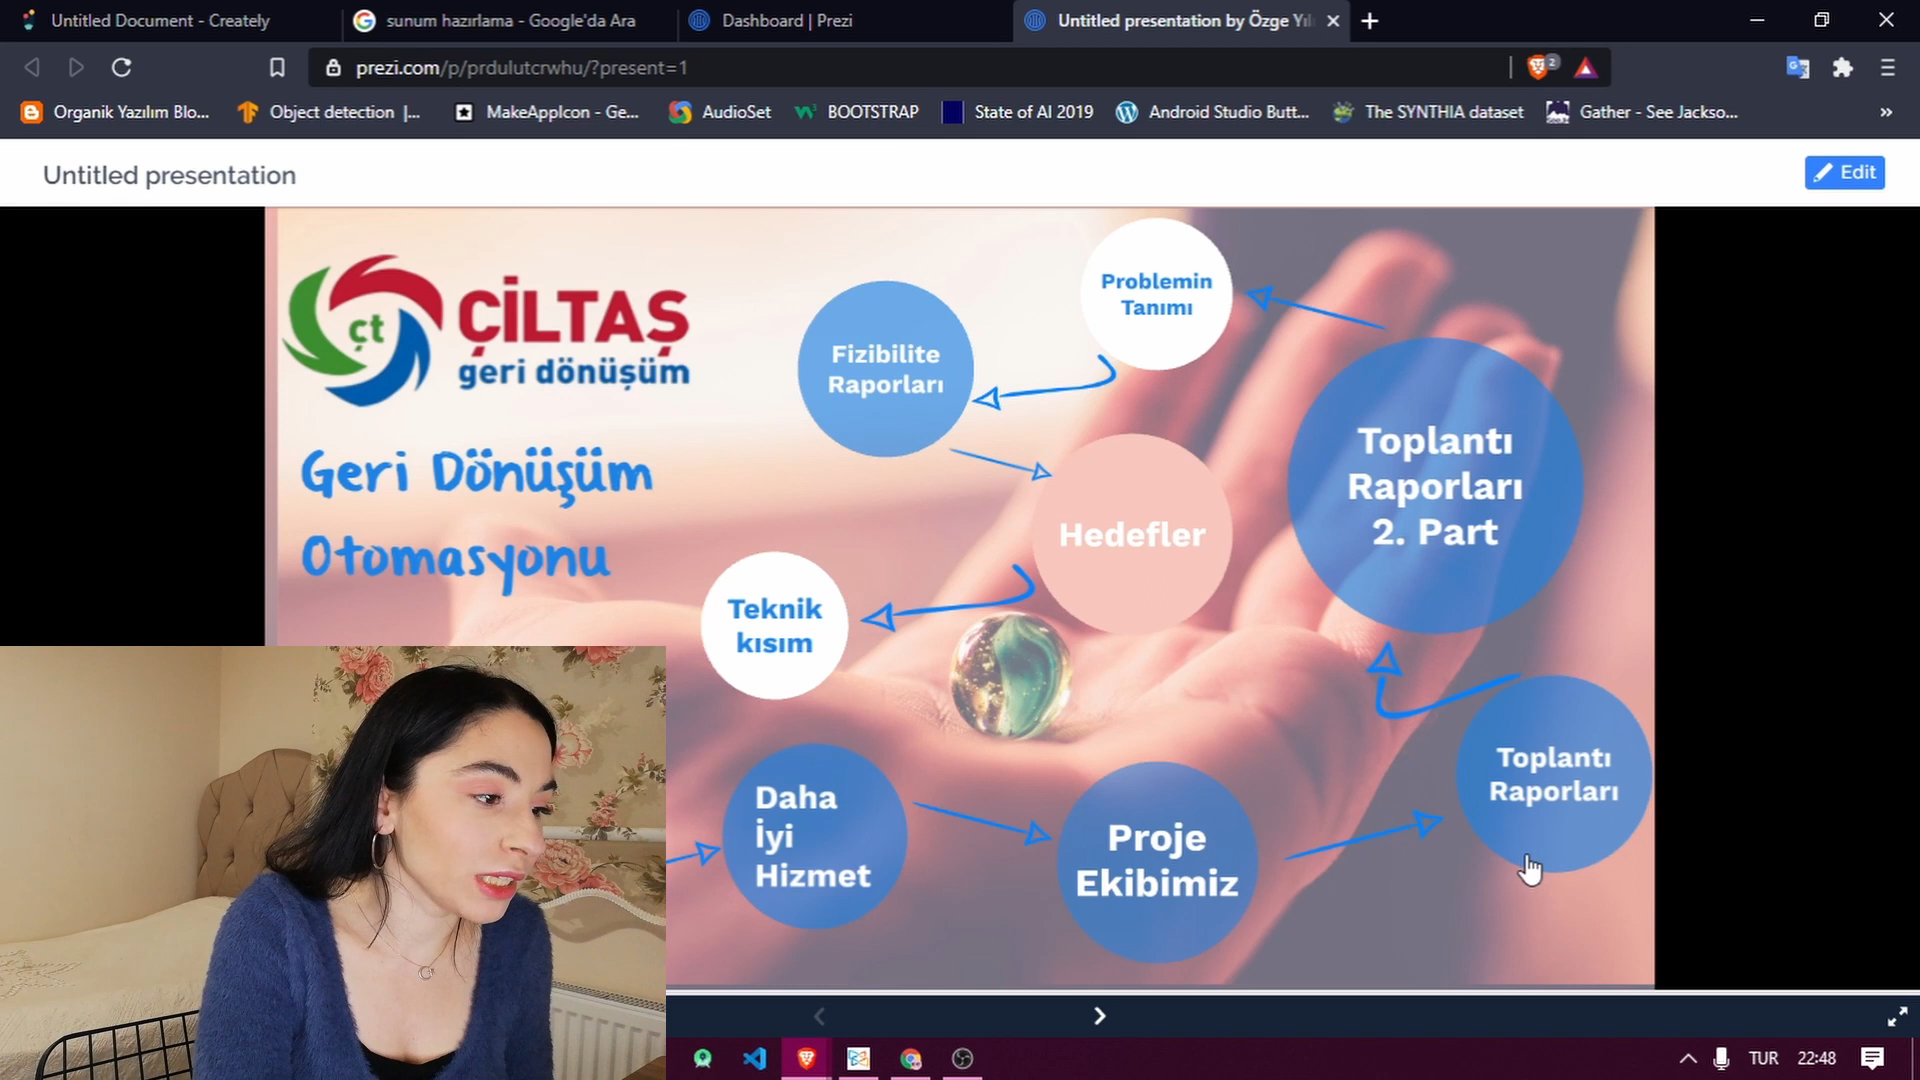 Untitled Document - Creately
sunum hazırlama - Google'da Ara
Dashboard | Prezi
Untitled presentation by Özge Yı
prezi.com/p/prdulutcrwhu/?present=1
2
Organik Yazılım Blo...
Object detection |...
MakeAppIcon - Ge...
AudioSet
BOOTSTRAP
State of AI 2019
Android Studio Butt...
The SYNTHIA dataset
Gather - See Jackso...
Untitled presentation
Edit
çt
ÇİLTAŞ
geri dönüşüm
Geri Dönüşüm
Otomasyonu
Problemin
Tanımı
Fizibilite
Raporları
Hedefler
Toplantı
Raporları
2. Part
Teknik
kısım
Toplantı
Raporları
Daha
İyi
Hizmet
Proje
Ekibimiz
TUR
22:48